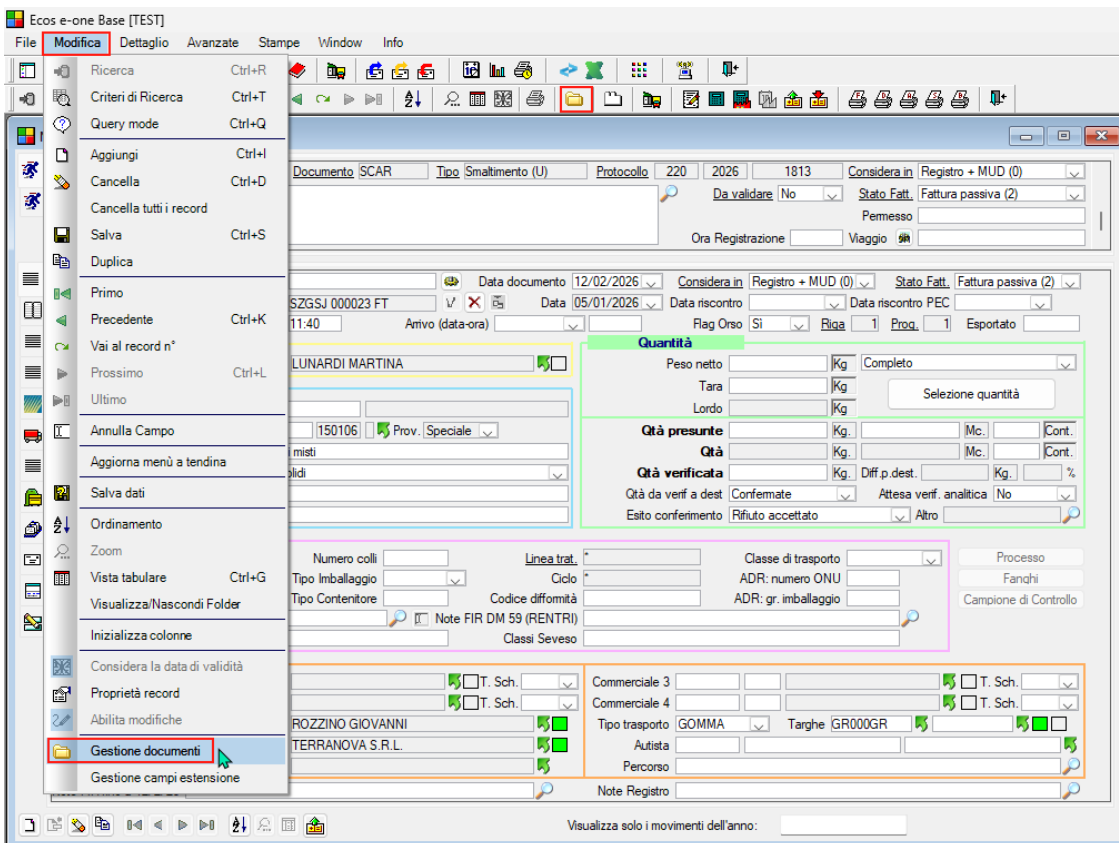 Ecos e-one Base [TEST]
File Modifica Dettaglio Avanzate Stampe Window Info
Ricerca Ctrl+R
Criteri di Ricerca Ctrl+T
Query mode Ctrl+Q
Aggiungi Ctrl+I
Cancella Ctrl+D
Cancella tutti i record
Salva Ctrl+S
Duplica
Primo
Precedente Ctrl+K
Vai al record n°
Prossimo Ctrl+L
Ultimo
Annulla Campo
Aggiorna menù a tendina
Salva dati
Ordinamento
Zoom
Vista tabulare Ctrl+G
Visualizza/Nascondi Folder
Inizializza colonne
Considera la data di validità
Proprietà record
Abilita modifiche
Gestione documenti
Gestione campi estensione
Documento SCAR Tipo Smaltimento (U) Protocollo 220 2026 1813 Considera in Registro + MUD (0)
Da validare No Stato Fatt. Fattura passiva (2)
Permesso
Ora Registrazione Viaggio
Data documento 12/02/2026 Considera in Registro + MUD (0) Stato Fatt. Fattura passiva (2)
SZGSJ 000023 FT Data 05/01/2026 Data riscontro Data riscontro PEC
11:40 Arrivo (data-ora) Flag Orso Sì Riga 1 Prog. 1 Esportato
Quantità
LUNARDI MARTINA Peso netto Kg Completo
Tara Kg Selezione quantità
Lordo Kg
150106 Prov. Speciale Qtà presunte Kg. Mc. Cont.
i misti Qtà Kg. Mc. Cont.
olidi Qtà verificata Kg. Diff.p.dest. Kg. %
Qtà da verif a dest Confermate Attesa verif. analitica No
Esito conferimento Rifiuto accettato Altro
Numero colli Linea trat. * Classe di trasporto Processo
Tipo Imballaggio Ciclo * ADR: numero ONU Fanghi
Tipo Contenitore Codice difformità ADR: gr. imballaggio Campione di Controllo
Note FIR DM 59 (RENTRI)
Classi Seveso
T. Sch. Commerciale 3 T. Sch.
T. Sch. Commerciale 4 T. Sch.
ROZZINO GIOVANNI Tipo trasporto GOMMA Targhe GR000GR
TERRANOVA S.R.L. Autista
Percorso
Note Registro
Visualizza solo i movimenti dell'anno: